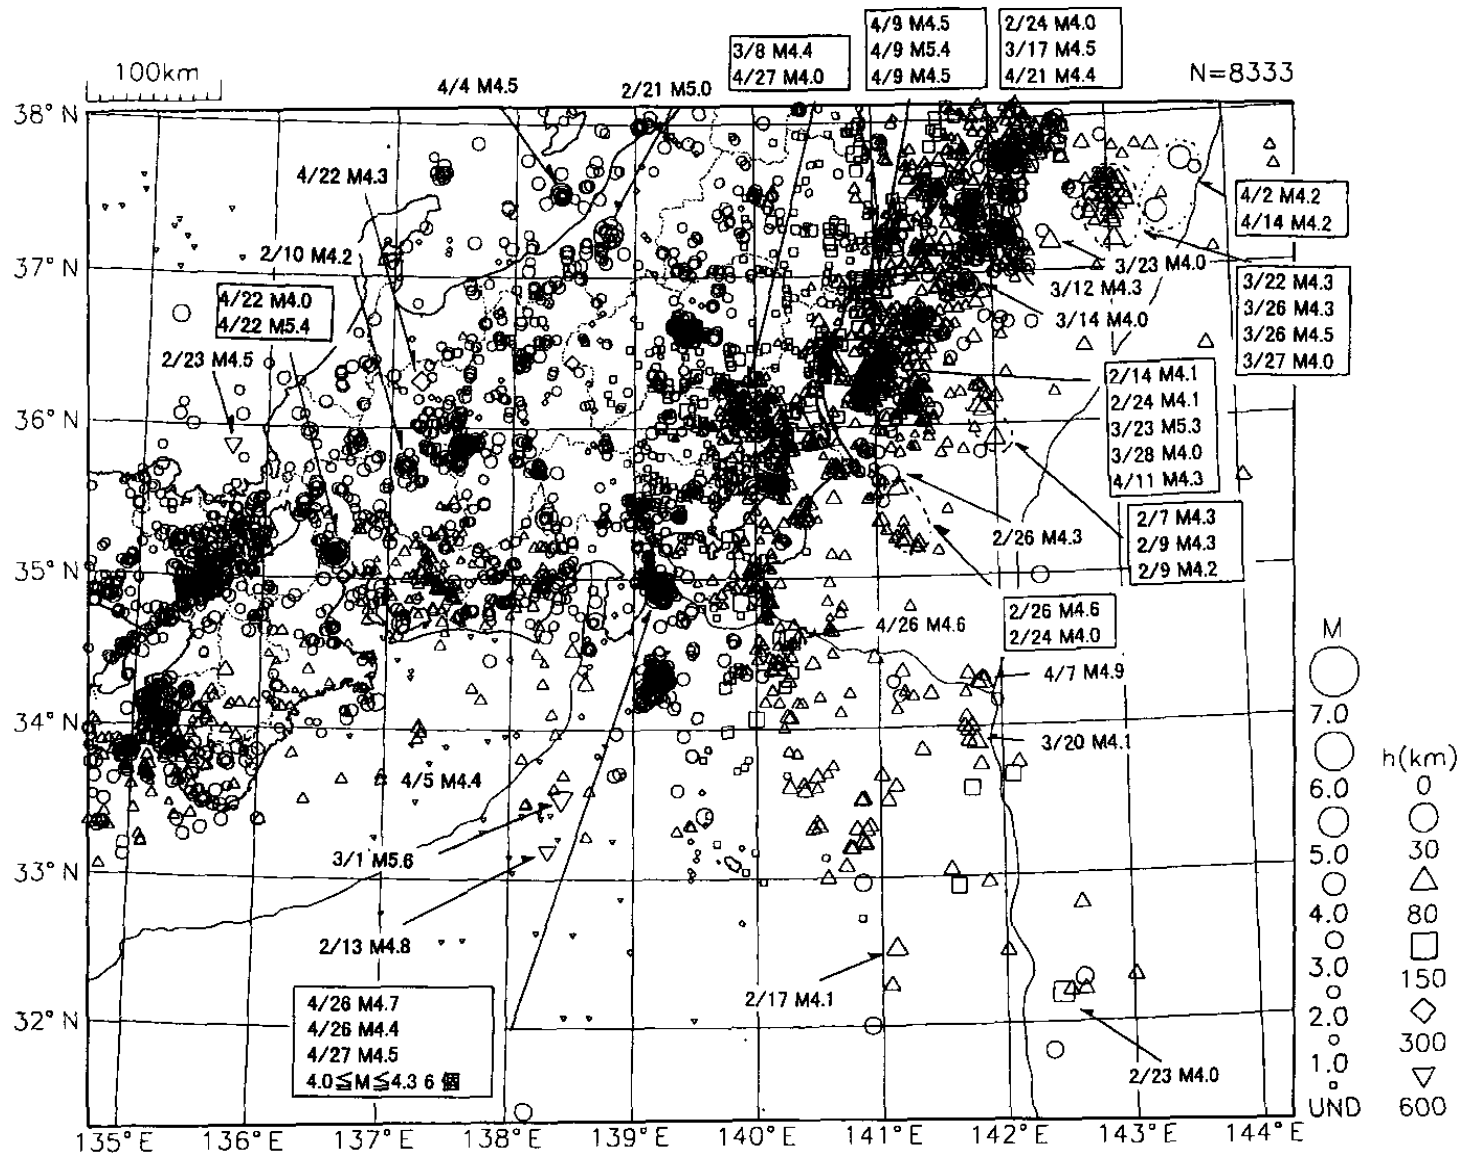 100km
4/4 M4.5
2/21 M5.0
3/8 M4.4
4/27 M4.0
4/9 M4.5
4/9 M5.4
4/9 M4.5
2/24 M4.0
3/17 M4.5
4/21 M4.4
N=8333
38°N
4/22 M4.3
4/2 M4.2
4/14 M4.2
2/10 M4.2
37°N
3/23 M4.0
3/12 M4.3
3/14 M4.0
3/22 M4.3
3/26 M4.3
3/26 M4.5
3/27 M4.0
4/22 M4.0
4/22 M5.4
2/23 M4.5
2/14 M4.1
2/24 M4.1
3/23 M5.3
3/28 M4.0
4/11 M4.3
36°N
2/26 M4.3
2/7 M4.3
2/9 M4.3
2/9 M4.2
35°N
4/26 M4.6
2/26 M4.6
2/24 M4.0
4/7 M4.9
34°N
3/20 M4.1
4/5 M4.4
3/1 M5.6
33°N
2/13 M4.8
2/17 M4.1
4/26 M4.7
4/26 M4.4
4/27 M4.5
4.0≦M≦4.3 6 個
32°N
2/23 M4.0
M
7.0
6.0
5.0
4.0
3.0
2.0
1.0
UND
h(km)
0
30
80
150
300
600
135°E 136°E 137°E 138°E 139°E 140°E 141°E 142°E 143°E 144°E